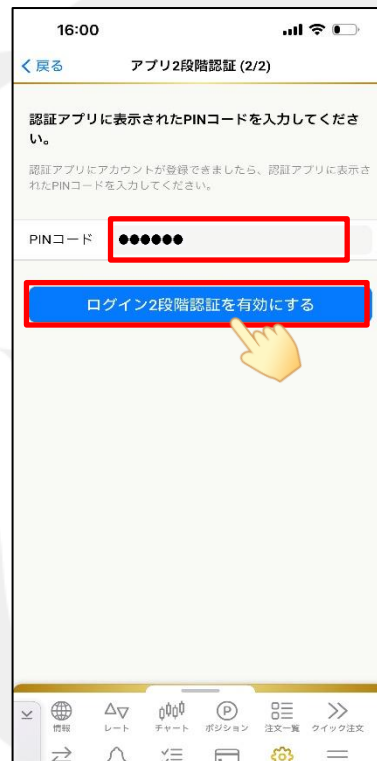 16:00
戻る アプリ2段階認証 (2/2)
認証アプリに表示されたPINコードを入力してくださ
い。
認証アプリにアカウントが登録できましたら、認証アプリに表示さ
れたPINコードを入力してください。
PINコード ●●●●●●
ログイン2段階認証を有効にする
情報 レート チャート ポジション 注文一覧 クイック注文